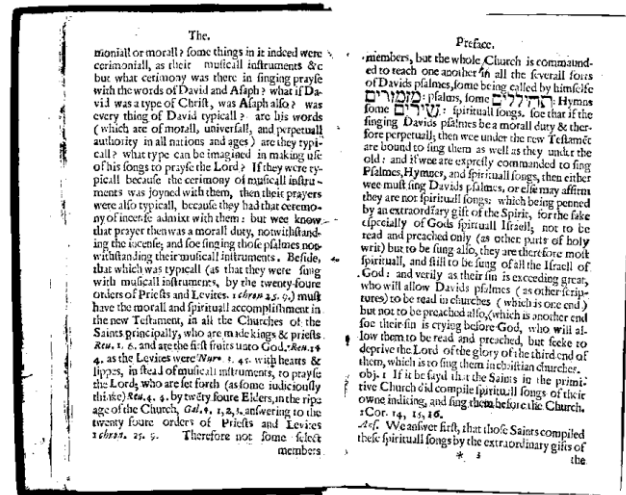 The.
moniall or morall? some things in it indeed were
cerimoniall, as their musicall instruments &c
but what cerimony was there in singing prayse
with the words of David and Asaph? what if Da-
vid was a type of Christ, was Asaph also? was
every thing of David typicall? are his words
(which are of morall, universall, and perpetuall
authority in all nations and ages) are they typi-
call? what type can be imagined in making use
of his songs to prayse the Lord? If they were ty-
picall because the cerimony of musicall instru-
ments was joyned with them, then their prayers
were also typicall, because they had that ceremo-
ny of incense admixt with them: but wee know
that prayer then was a morall duty, notwithstand-
ing the incense; and soe singing those psalmes not-
withstanding their musicall instruments. Beside,
that which was typicall (as that they were sung
with musicall instruments, by the twenty-foure
orders of Priests and Levites. 1 chron 25. 9.) must
have the morall and spirituall accomplishment in
the new Testament, in all the Churches of the
Saints principally, who are made kings & priests
Reu. 1. 6. and are the first fruits unto God. Reu. 14
4. as the Levites were Num. 3. 45. with hearts &
lippes, in stead of musicall instruments, to prayse
the Lord; who are set forth (as some iudiciously
thinke) Reu. 4. 4. by twēty foure Elders, in the ripe
age of the Church, Gal. 4. 1, 2, 3. answering to the
twenty foure orders of Priests and Levites
1 chron. 25. 9. Therefore not some select
members
Preface.
members, but the whole Church is commaund-
ed to teach one another in all the severall sorts
of Davids psalmes, some being called by himselfe
מזמורים: psalms, some תהילים: Hymns
some שירים: spirituall songs. soe that if the
singing Davids psalmes be a morall duty & ther-
fore perpetuall; then wee under the new Testamēt
are bound to sing them as well as they under the
old: and if wee are expresly commanded to sing
Psalmes, Hymnes, and spirituall songs, then either
wee must sing Davids psalmes, or else may affirm
they are not spirituall songs: which being penned
by an extraordiary gift of the Spirit, for the sake
especially of Gods spirituall Israell, not to be
read and preached only (as other parts of holy
writ) but to be sung also, they are therefore most
spirituall, and still to be sung of all the Israell of
God: and verily as their sin is exceeding great,
who will allow Davids psalmes (as other scrip-
tures) to be read in churches (which is one end)
but not to be preached also, (which is another end
soe their sin is crying before God, who will al-
low them to be read and preached, but seeke to
deprive the Lord of the glory of the third end of
them, which is to sing them in christian churches.
obj. 1 If it be sayd that the Saints in the primi-
tive Church did compile spirituall songs of their
owne inditing, and sing them before the Church.
1Cor. 14, 15, 16.
Ans. We answer first, that those Saints compiled
these spirituall songs by the extraordinary gifts of
* 3
the